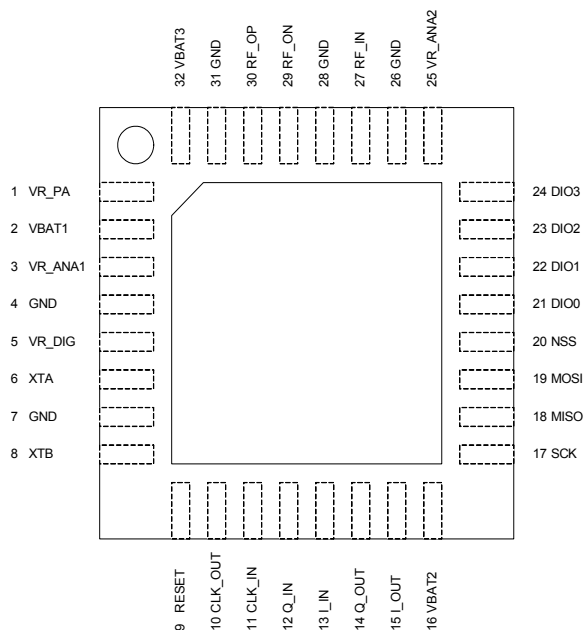 32 VBAT3
31 GND
30 RF_OP
29 RF_ON
28 GND
27 RF_IN
26 GND
25 VR_ANA2
1 VR_PA
2 VBAT1
3 VR_ANA1
4 GND
5 VR_DIG
6 XTA
7 GND
8 XTB
24 DIO3
23 DIO2
22 DIO1
21 DIO0
20 NSS
19 MOSI
18 MISO
17 SCK
9 RESET
10 CLK_OUT
11 CLK_IN
12 Q_IN
13 I_IN
14 Q_OUT
15 I_OUT
16 VBAT2